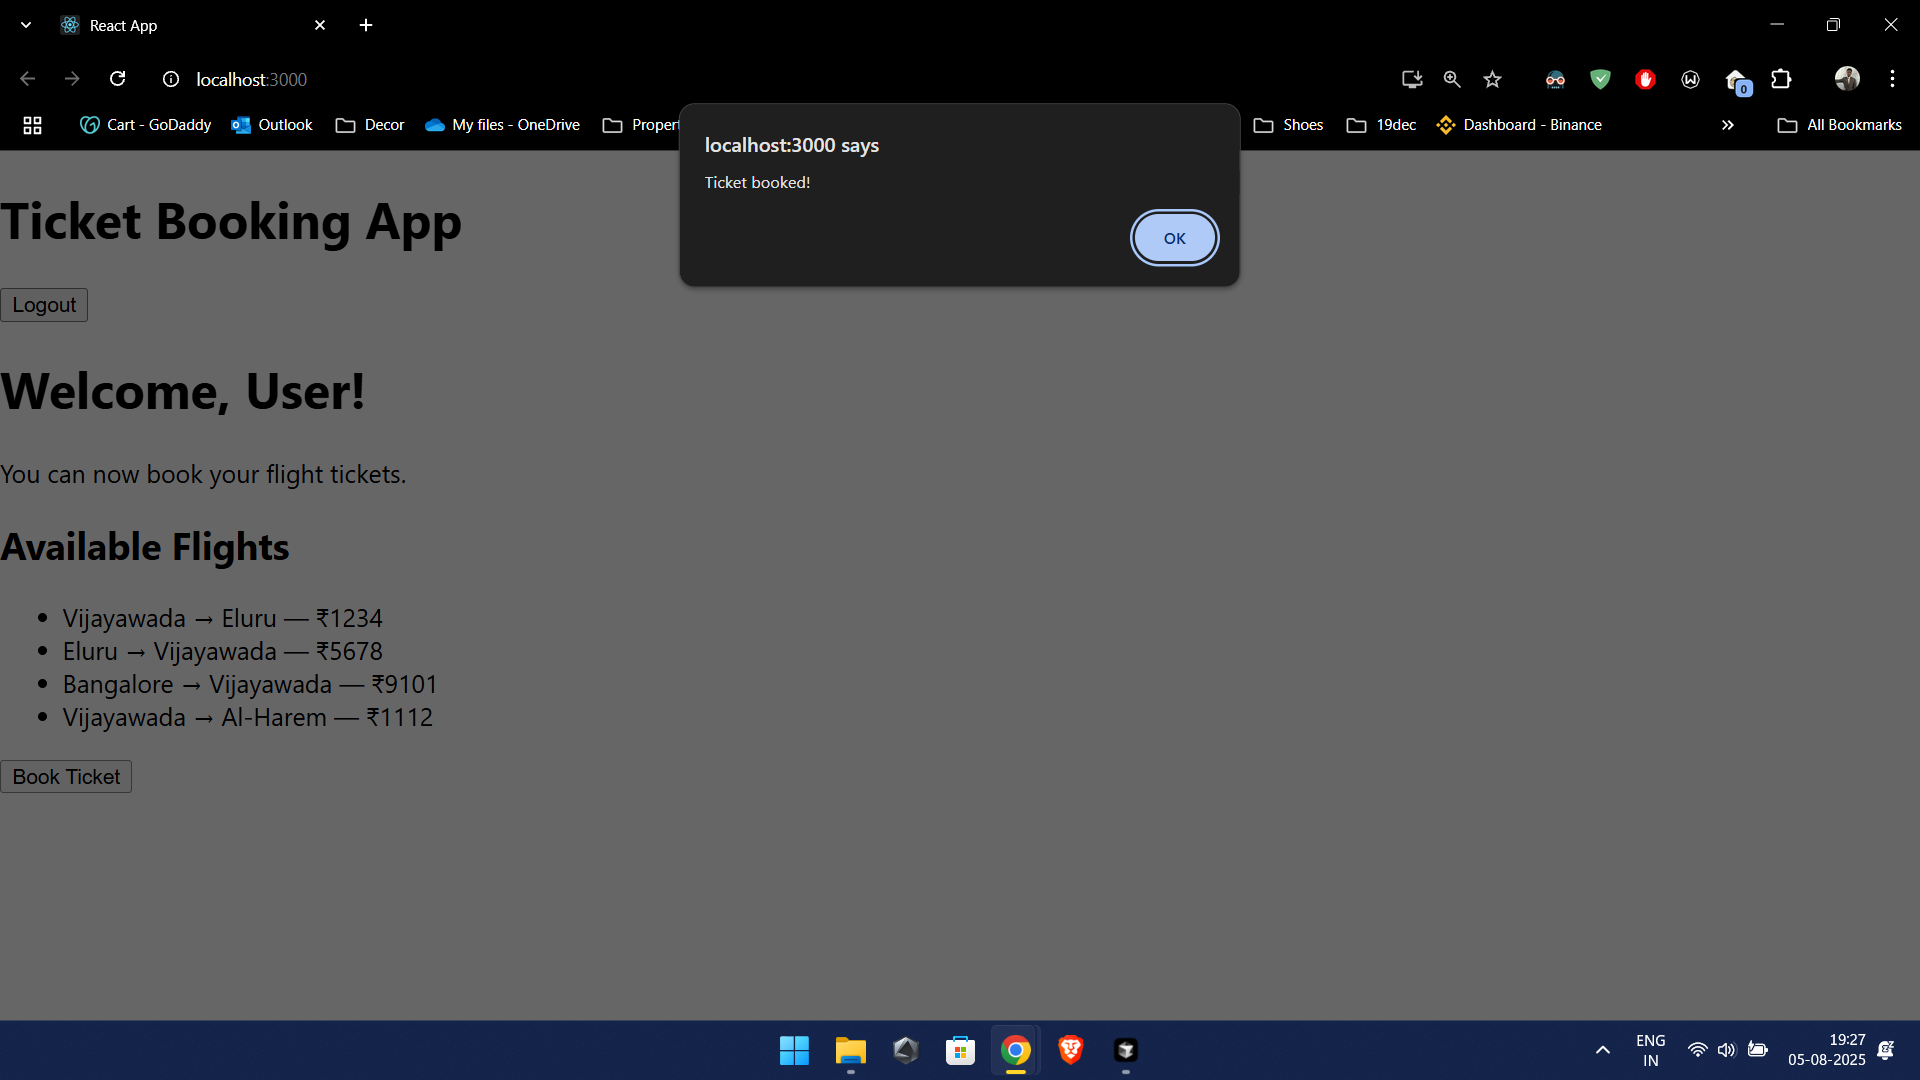 React App
localhost:3000
Cart - GoDaddy
Outlook
Decor
My files - OneDrive
Shoes
19dec
Dashboard - Binance
All Bookmarks
0
localhost:3000 says
Ticket booked!
OK
Ticket Booking App
Logout
Welcome, User!
You can now book your flight tickets.
Available Flights
Vijayawada → Eluru — ₹1234
Eluru → Vijayawada — ₹5678
Bangalore → Vijayawada — ₹9101
Vijayawada → Al-Harem — ₹1112
Book Ticket
ENG
IN
19:27
05-08-2025